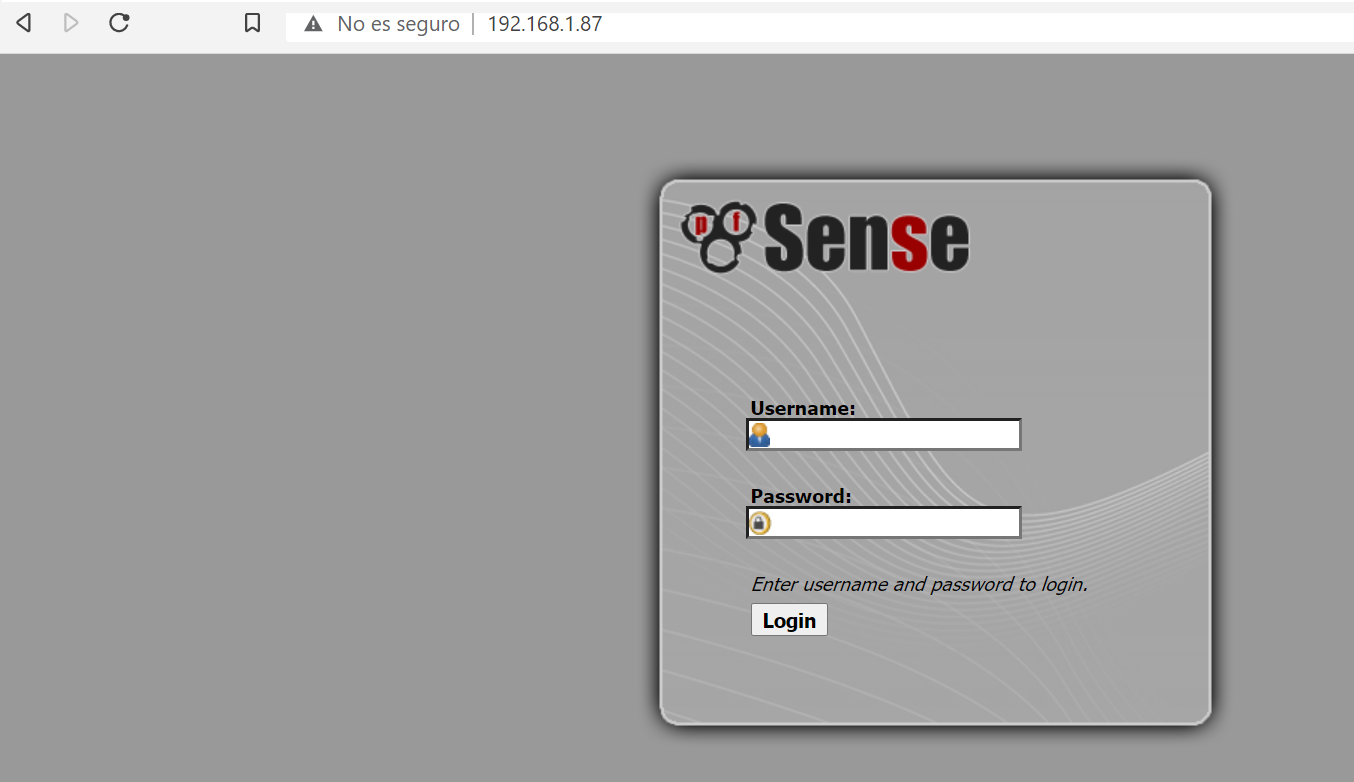 No es seguro | 192.168.1.87
pf Sense
Username:
Password:
Enter username and password to login.
Login